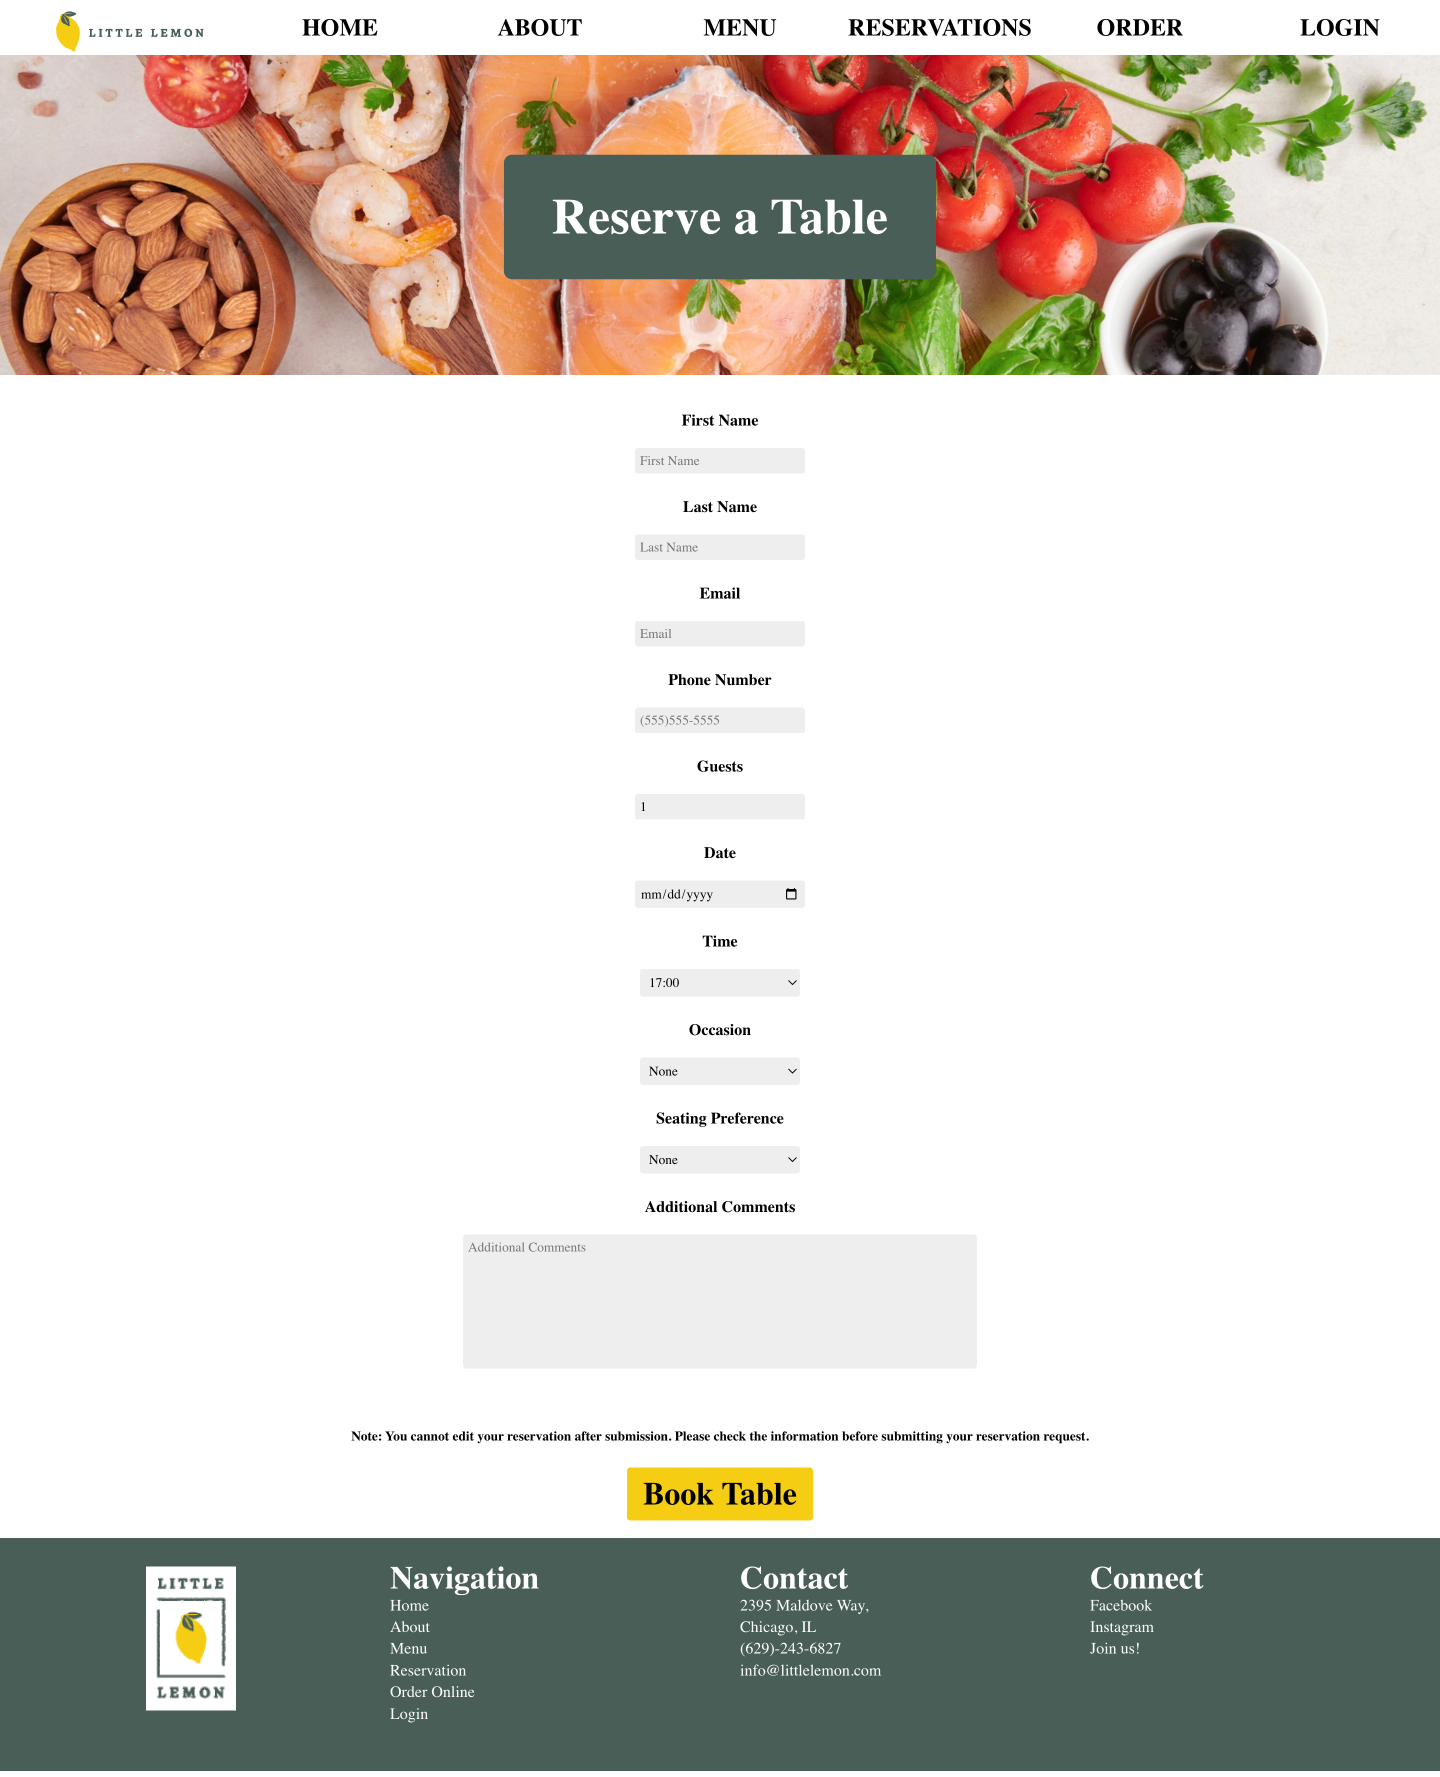 LITTLE LEMON
HOME
ABOUT
MENU
RESERVATIONS
ORDER
LOGIN
Reserve a Table
First Name
First Name
Last Name
Last Name
Email
Email
Phone Number
(555)555-5555
Guests
1
Date
mm/dd/yyyy
Time
17:00
Occasion
None
Seating Preference
None
Additional Comments
Additional Comments
Note: You cannot edit your reservation after submission. Please check the information before submitting your reservation request.
Book Table
LITTLE
LEMON
Navigation
Home
About
Menu
Reservation
Order Online
Login
Contact
2395 Maldove Way,
Chicago, IL
(629)-243-6827
info@littlelemon.com
Connect
Facebook
Instagram
Join us!